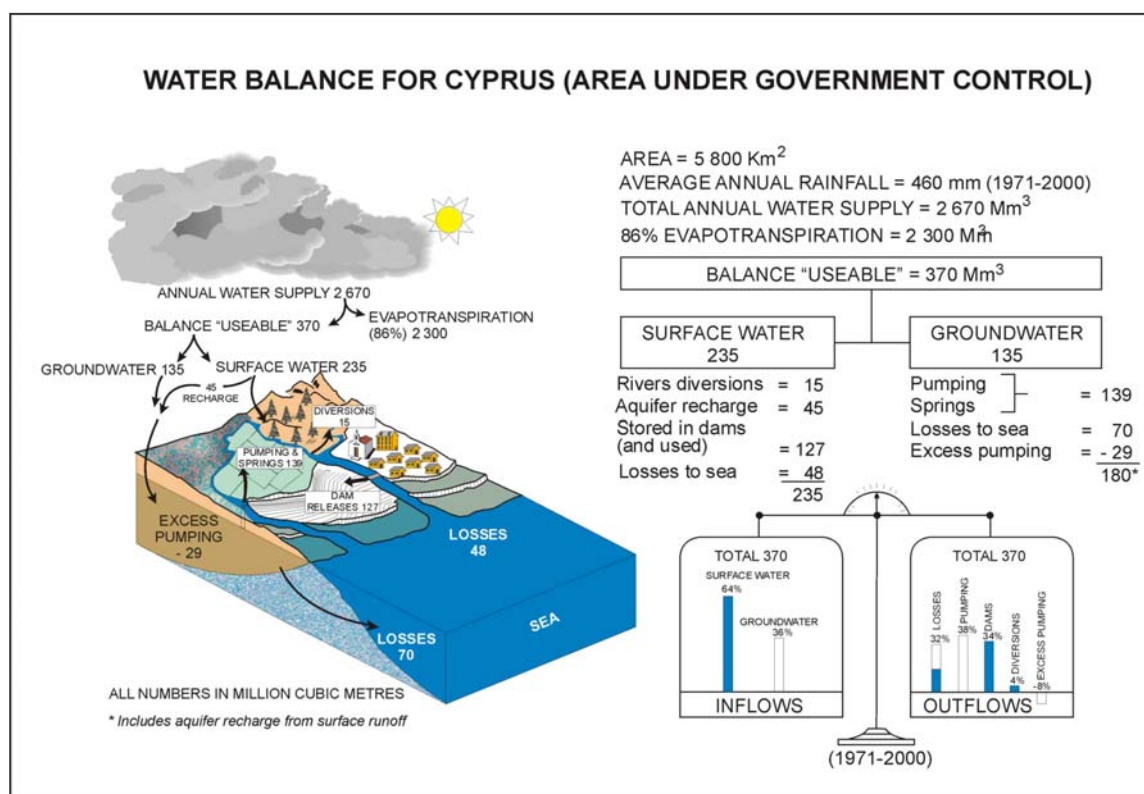 WATER BALANCE FOR CYPRUS (AREA UNDER GOVERNMENT CONTROL)
ANNUAL WATER SUPPLY 2 670
EVAPOTRANSPIRATION
(86%) 2 300
BALANCE “USEABLE” 370
GROUNDWATER 135
SURFACE WATER 235
45
RECHARGE
DIVERSIONS
15
PUMPING &
SPRINGS 139
DAM
RELEASES 127
EXCESS
PUMPING
- 29
LOSSES
48
LOSSES
70
SEA
ALL NUMBERS IN MILLION CUBIC METRES
* Includes aquifer recharge from surface runoff
AREA = 5 800 Km²
AVERAGE ANNUAL RAINFALL = 460 mm (1971-2000)
TOTAL ANNUAL WATER SUPPLY = 2 670 Mm³
86% EVAPOTRANSPIRATION = 2 300 Mm³
BALANCE “USEABLE” = 370 Mm³
SURFACE WATER
235
Rivers diversions = 15
Aquifer recharge = 45
Stored in dams
(and used) = 127
Losses to sea = 48
235
GROUNDWATER
135
Pumping
Springs = 139
Losses to sea = 70
Excess pumping = - 29
180*
TOTAL 370
SURFACE WATER
64%
GROUNDWATER
36%
INFLOWS
TOTAL 370
LOSSES
32%
PUMPING
38%
DAMS
34%
DIVERSIONS
4%
EXCESS PUMPING
-8%
OUTFLOWS
(1971-2000)